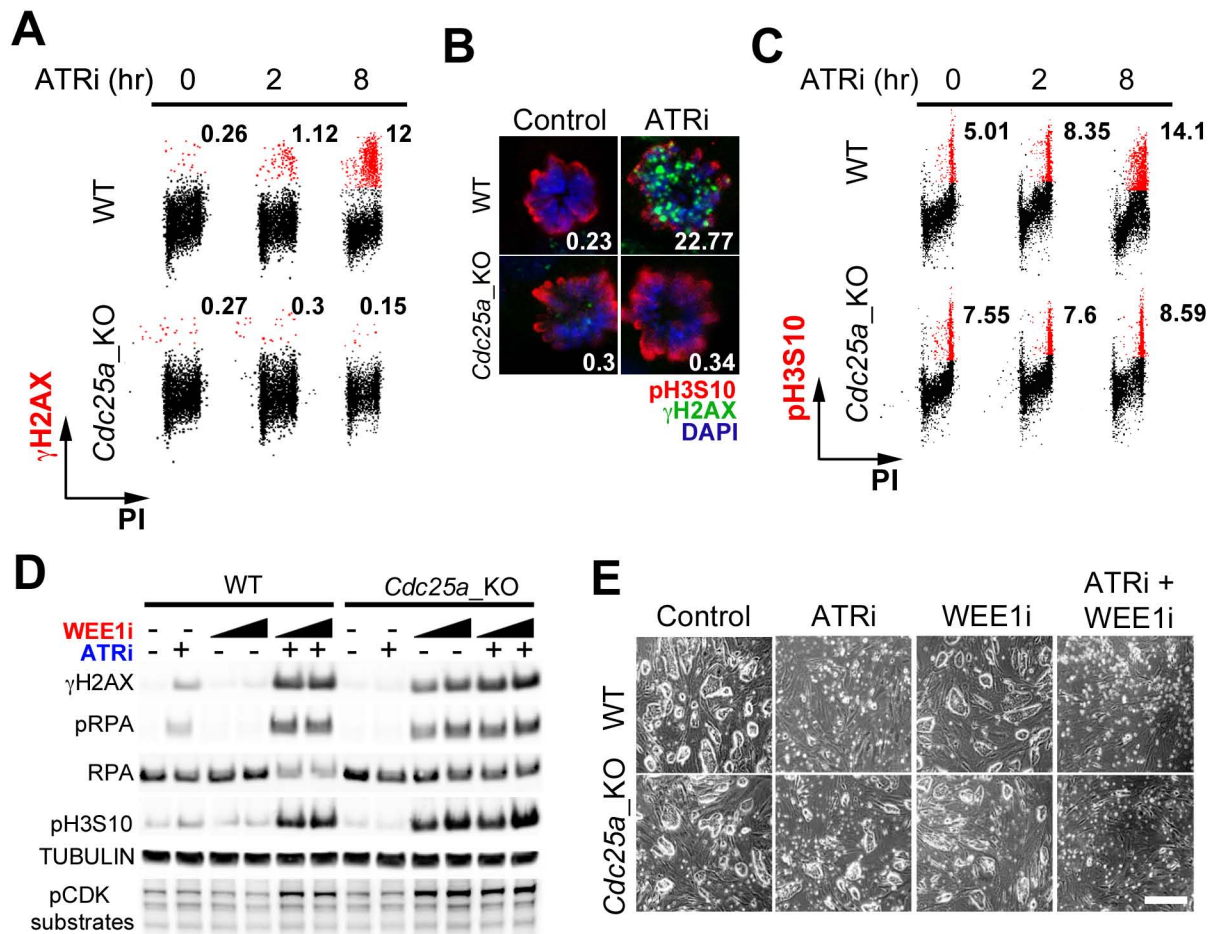 A
ATRi (hr) 0 2 8
WT
0.26 1.12 12
Cdc25a_KO
0.27 0.3 0.15
γH2AX
PI
B
Control ATRi
WT
0.23 22.77
Cdc25a_KO
0.3 0.34
pH3S10
γH2AX
DAPI
C
ATRi (hr) 0 2 8
WT
5.01 8.35 14.1
Cdc25a_KO
7.55 7.6 8.59
pH3S10
PI
D
WT Cdc25a_KO
WEE1i - - - -
ATRi - + - - + + - + - - + +
γH2AX
pRPA
RPA
pH3S10
TUBULIN
pCDK
substrates
E
Control ATRi WEE1i ATRi +
WEE1i
WT
Cdc25a_KO